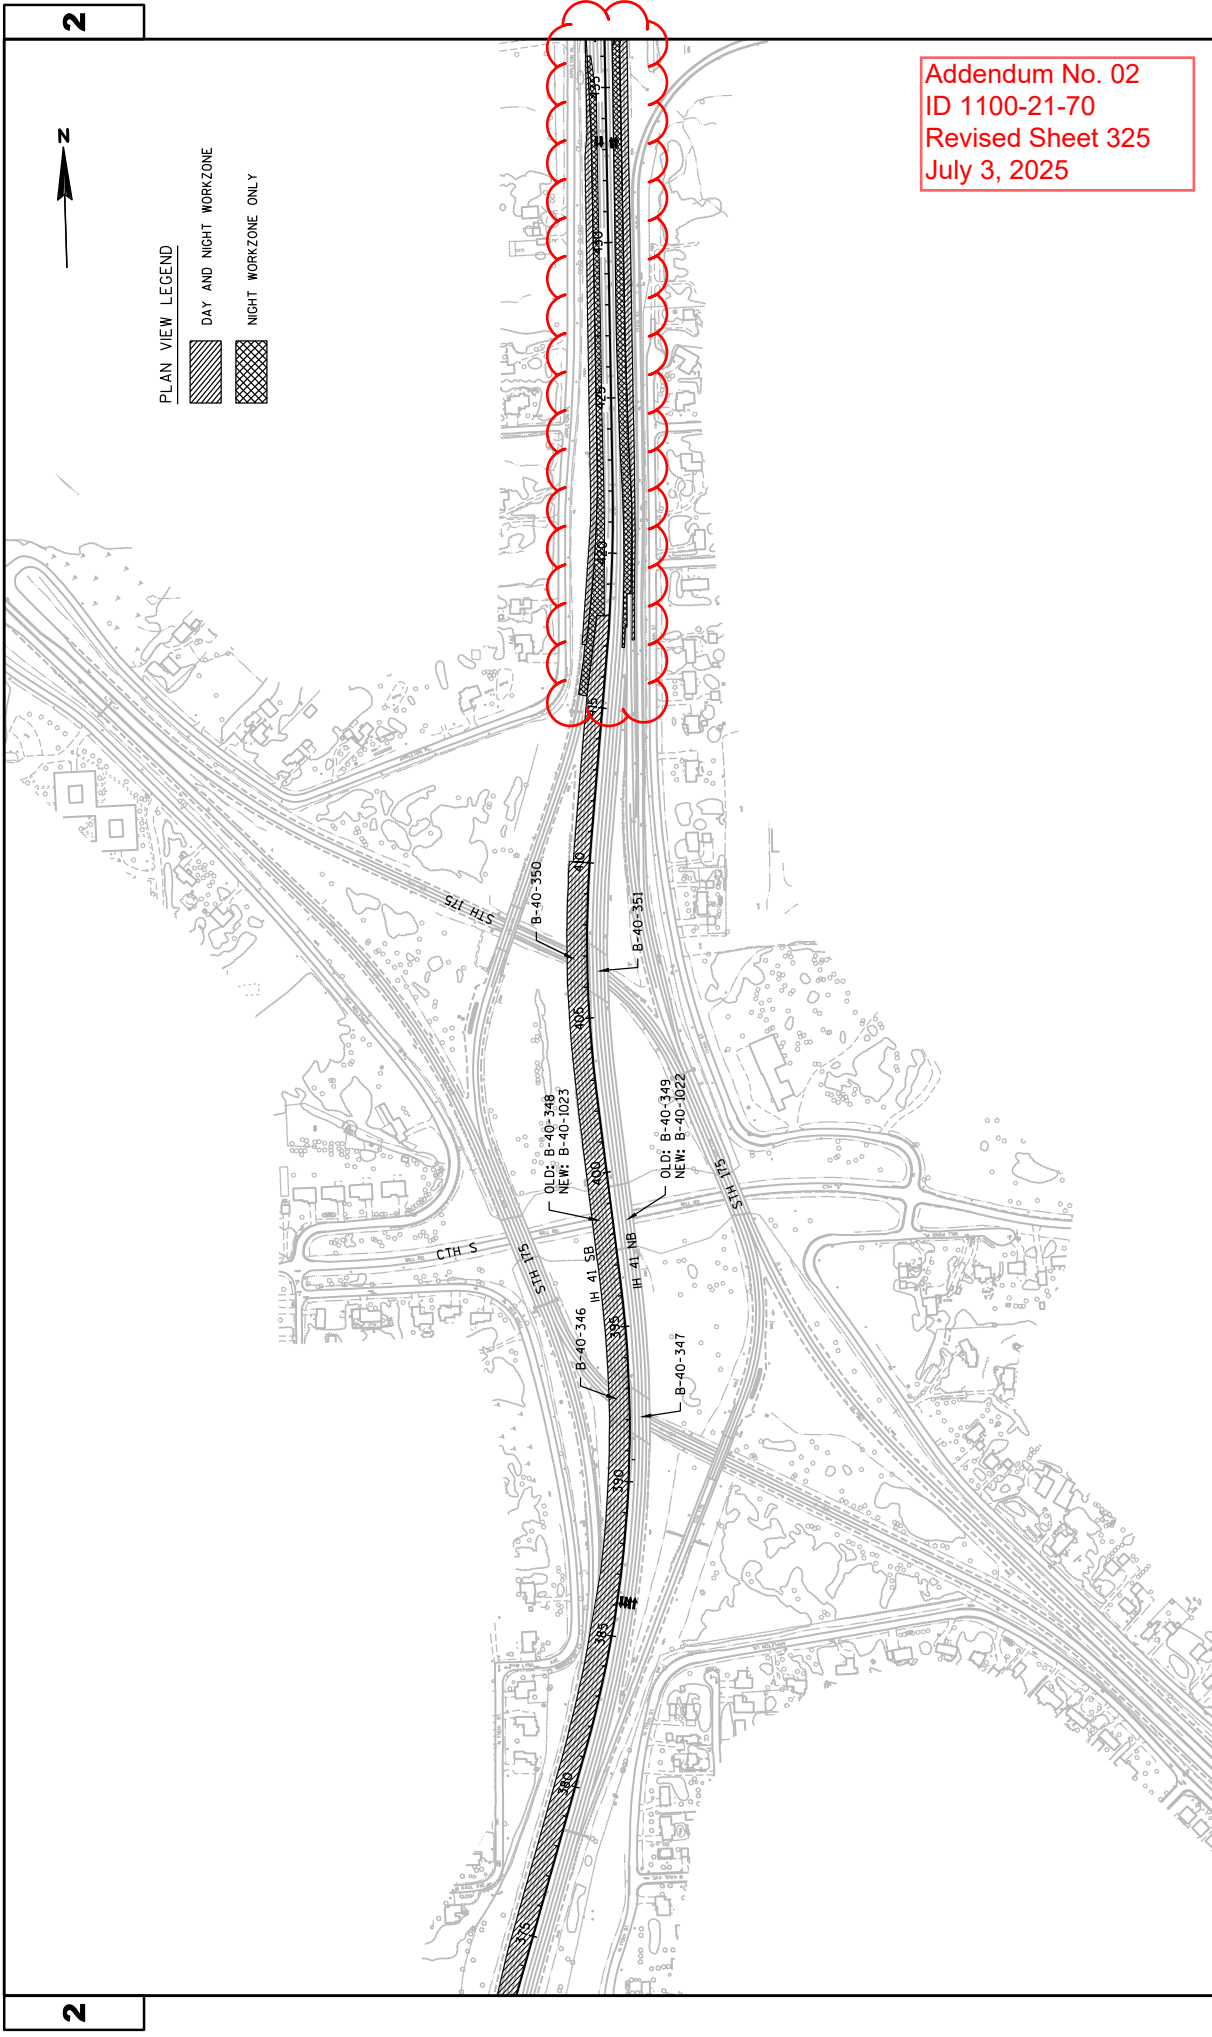 2
Addendum No. 02
ID 1100-21-70
Revised Sheet 325
July 3, 2025
N
PLAN VIEW LEGEND
DAY AND NIGHT WORKZONE
NIGHT WORKZONE ONLY
435
430
425
420
415
410
405
400
395
390
385
380
375
B-40-350
B-40-351
STH 175
OLD: B-40-348
NEW: B-40-1023
OLD: B-40-349
NEW: B-40-1022
STH 175
CTH S
STH 175
IH 41 SB
IH 41 NB
B-40-346
B-40-347
APPLETON PL
2